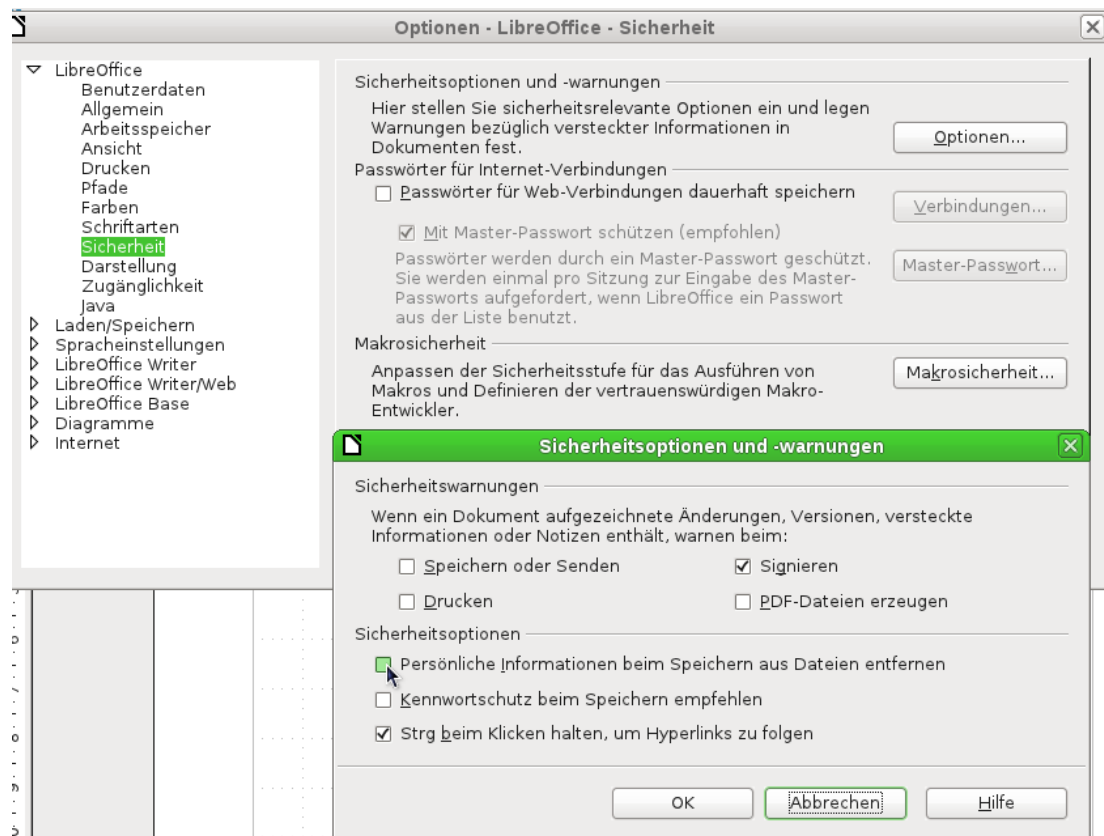 Optionen - LibreOffice - Sicherheit
LibreOffice
Benutzerdaten
Allgemein
Arbeitsspeicher
Ansicht
Drucken
Pfade
Farben
Schriftarten
Sicherheit
Darstellung
Zugänglichkeit
Java
Laden/Speichern
Spracheinstellungen
LibreOffice Writer
LibreOffice Writer/Web
LibreOffice Base
Diagramme
Internet
Sicherheitsoptionen und -warnungen
Hier stellen Sie sicherheitsrelevante Optionen ein und legen
Warnungen bezüglich versteckter Informationen in
Dokumenten fest.
Optionen...
Passwörter für Internet-Verbindungen
Passwörter für Web-Verbindungen dauerhaft speichern
Verbindungen...
Mit Master-Passwort schützen (empfohlen)
Passwörter werden durch ein Master-Passwort geschützt.
Sie werden einmal pro Sitzung zur Eingabe des Master-
Passworts aufgefordert, wenn LibreOffice ein Passwort
aus der Liste benutzt.
Master-Passwort...
Makrosicherheit
Anpassen der Sicherheitsstufe für das Ausführen von
Makros und Definieren der vertrauenswürdigen Makro-
Entwickler.
Makrosicherheit...
Sicherheitsoptionen und -warnungen
Sicherheitswarnungen
Wenn ein Dokument aufgezeichnete Änderungen, Versionen, versteckte
Informationen oder Notizen enthält, warnen beim:
Speichern oder Senden
Signieren
Drucken
PDF-Dateien erzeugen
Sicherheitsoptionen
Persönliche Informationen beim Speichern aus Dateien entfernen
Kennwortschutz beim Speichern empfehlen
Strg beim Klicken halten, um Hyperlinks zu folgen
OK
Abbrechen
Hilfe